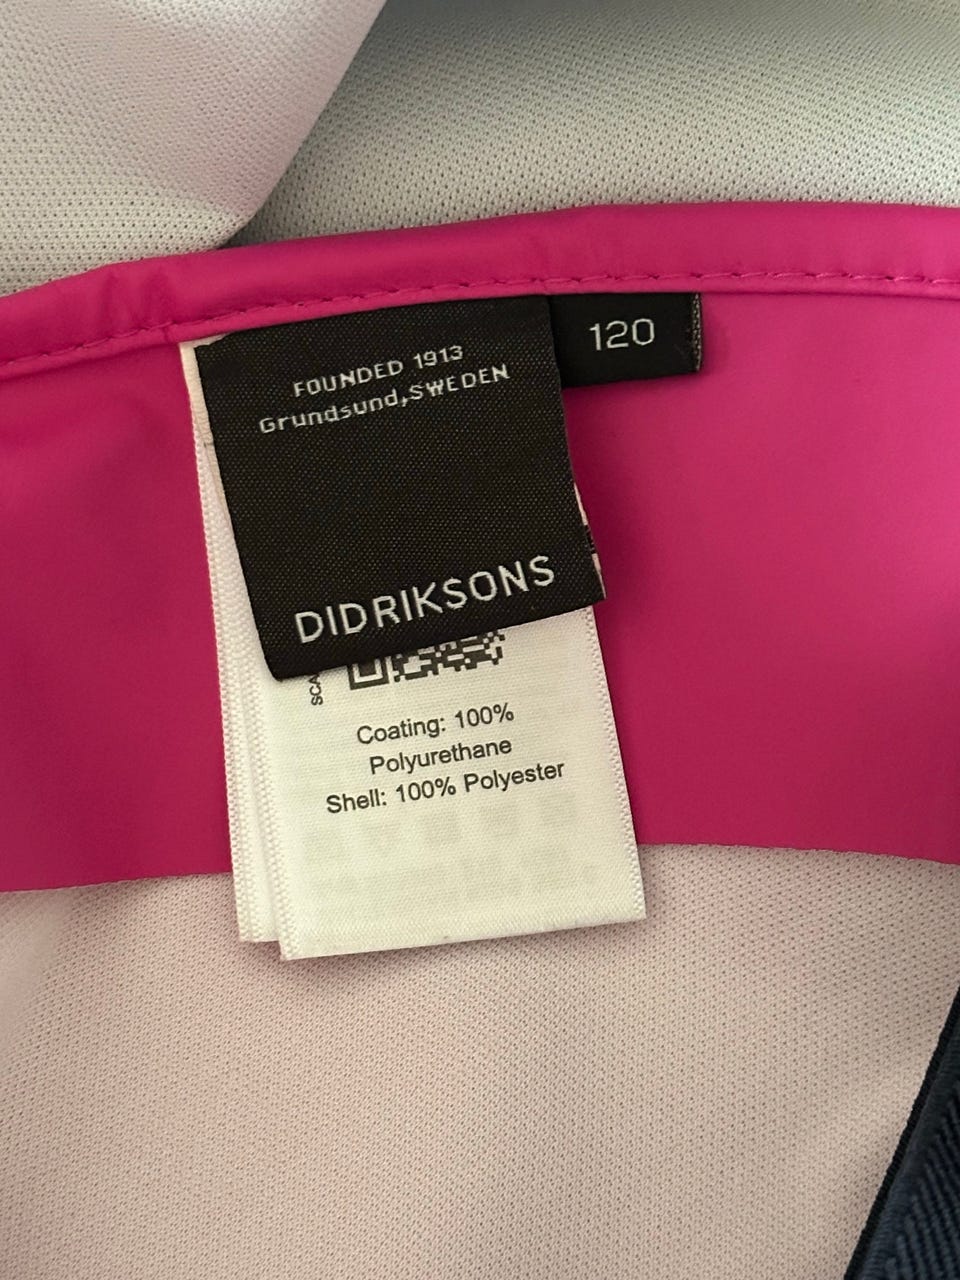 FOUNDED 1913
Grundsund,SWEDEN
120
DIDRIKSONS
Coating: 100%
Polyurethane
Shell: 100% Polyester